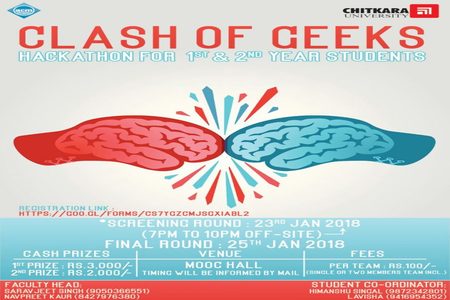 CHITKARA
UNIVERSITY
CLASH OF GEEKS
HACKATHON FOR 1ST & 2ND YEAR STUDENTS
REGISTRATION LINK :
HTTPS://GOO.GL/FORMS/CS7YGZCMJSGXIABL2
*SCREENING ROUND : 23RD JAN 2018
(7PM TO 10PM OFF-SITE)
FINAL ROUND : 25TH JAN 2018
CASH PRIZES
1ST PRIZE : RS.3,000/-
2ND PRIZE : RS.2,000/-
VENUE
MOOC HALL
TIMING WILL BE INFORMED BY MAIL
FEES
PER TEAM : RS.100/-
(SINGLE OR TWO MEMBERS TEAM INCL.)
FACULTY HEAD:
SARAVJEET SINGH (9050366551)
NAVPREET KAUR (8427976380)
STUDENT CO-ORDINATOR:
HIMANSHU SINGAL (9872342801)
LAVISHA (9416954352)